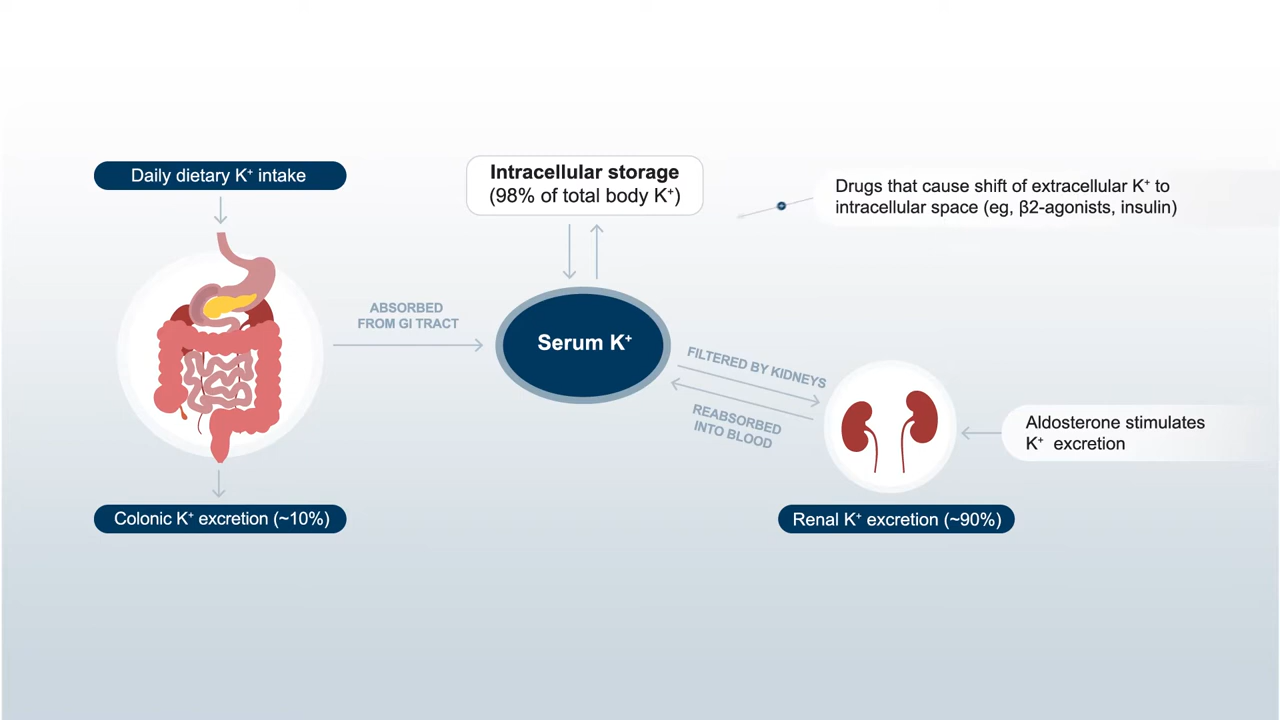 Daily dietary K⁺ intake
Intracellular storage
(98% of total body K⁺)
Drugs that cause shift of extracellular K⁺ to
intracellular space (eg, β2-agonists, insulin)
ABSORBED
FROM GI TRACT
Serum K⁺
FILTERED BY KIDNEYS
REABSORBED
INTO BLOOD
Aldosterone stimulates
K⁺ excretion
Colonic K⁺ excretion (~10%)
Renal K⁺ excretion (~90%)